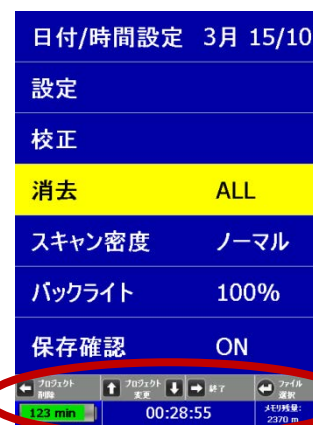 日付/時間設定 3月 15/10
設定
校正
消去 ALL
スキャン密度 ノーマル
バックライト 100%
保存確認 ON
プロジェクト 削除 プロジェクト 変更 終了 ファイル 選択
123 min 00:28:55 メモリ残量: 2370 m